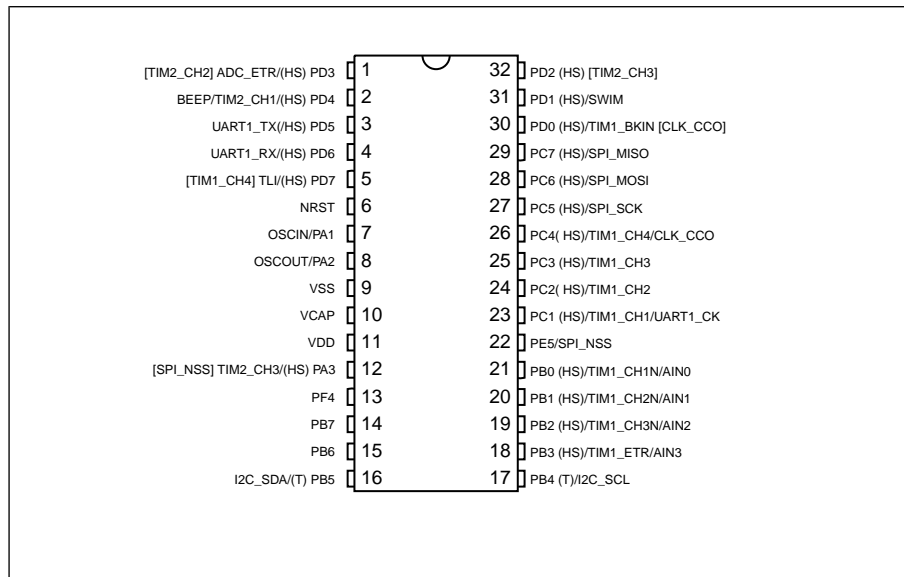 [TIM2_CH2] ADC_ETR/(HS) PD3 1 32 PD2 (HS) [TIM2_CH3]
BEEP/TIM2_CH1/(HS) PD4 2 31 PD1 (HS)/SWIM
UART1_TX/(HS) PD5 3 30 PD0 (HS)/TIM1_BKIN [CLK_CCO]
UART1_RX/(HS) PD6 4 29 PC7 (HS)/SPI_MISO
[TIM1_CH4] TLI/(HS) PD7 5 28 PC6 (HS)/SPI_MOSI
NRST 6 27 PC5 (HS)/SPI_SCK
OSCIN/PA1 7 26 PC4( HS)/TIM1_CH4/CLK_CCO
OSCOUT/PA2 8 25 PC3 (HS)/TIM1_CH3
VSS 9 24 PC2( HS)/TIM1_CH2
VCAP 10 23 PC1 (HS)/TIM1_CH1/UART1_CK
VDD 11 22 PE5/SPI_NSS
[SPI_NSS] TIM2_CH3/(HS) PA3 12 21 PB0 (HS)/TIM1_CH1N/AIN0
PF4 13 20 PB1 (HS)/TIM1_CH2N/AIN1
PB7 14 19 PB2 (HS)/TIM1_CH3N/AIN2
PB6 15 18 PB3 (HS)/TIM1_ETR/AIN3
I2C_SDA/(T) PB5 16 17 PB4 (T)/I2C_SCL